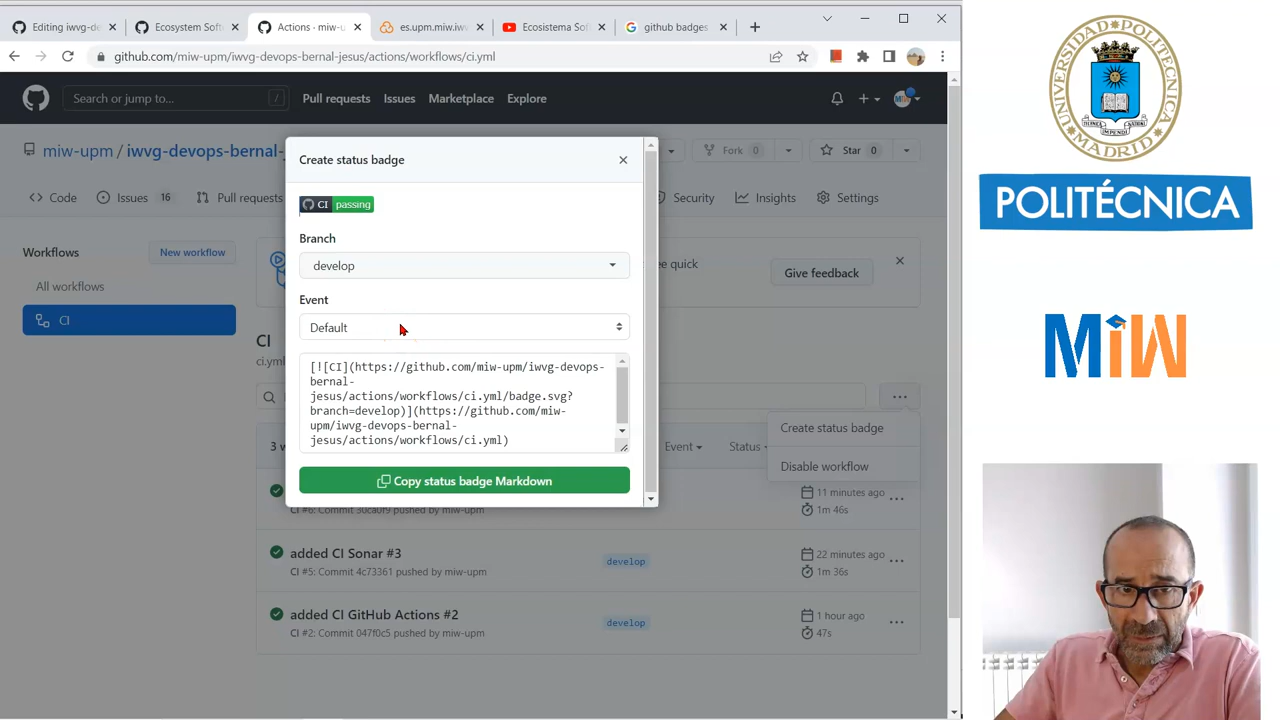 Editing iwvg-de
Ecosystem Soft
Actions · miw-u
es.upm.miw.iw
Ecosistema Sof
github badges
github.com/miw-upm/iwvg-devops-bernal-jesus/actions/workflows/ci.yml
Search or jump to...
/
Pull requests
Issues
Marketplace
Explore
miw-upm / iwvg-devops-bernal-
Fork 0
Star 0
Code
Issues 16
Pull requests
Security
Insights
Settings
Workflows
New workflow
All workflows
CI
Create status badge
CI passing
Branch
develop
Event
Default
[![CI](https://github.com/miw-upm/iwvg-devops-
bernal-
jesus/actions/workflows/ci.yml/badge.svg?
branch=develop)](https://github.com/miw-
upm/iwvg-devops-bernal-
jesus/actions/workflows/ci.yml)
Copy status badge Markdown
ee quick
Give feedback
CI
ci.yml
Create status badge
Disable workflow
3 w
Event
Status
11 minutes ago
CI #6: Commit 30ca0f9 pushed by miw-upm
1m 46s
added CI Sonar #3
develop
22 minutes ago
CI #5: Commit 4c73361 pushed by miw-upm
1m 36s
added CI GitHub Actions #2
develop
1 hour ago
CI #2: Commit 047f0c5 pushed by miw-upm
47s
UNIVERSIDAD POLITÉCNICA
DE MADRID
POLITÉCNICA
MiW